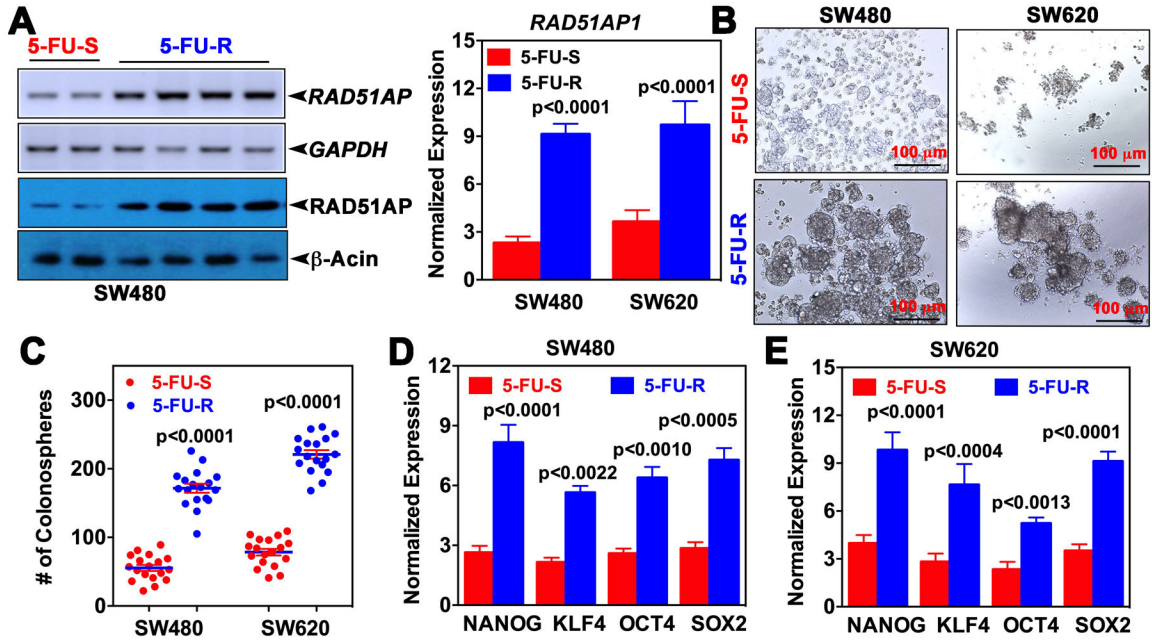 A
5-FU-S
5-FU-R
RAD51AP
GAPDH
RAD51AP
β-Acin
SW480
RAD51AP1
Normalized Expression
15
12
9
6
3
0
5-FU-S
5-FU-R
p<0.0001
p<0.0001
SW480
SW620
B
SW480
SW620
5-FU-S
5-FU-R
100 μm
100 μm
100 μm
100 μm
C
# of Colonospheres
300
200
100
0
5-FU-S
5-FU-R
p<0.0001
p<0.0001
SW480
SW620
D
SW480
Normalized Expression
12
9
6
3
0
5-FU-S
5-FU-R
p<0.0001
p<0.0022
p<0.0010
p<0.0005
NANOG KLF4 OCT4 SOX2
E
SW620
Normalized Expression
15
12
9
6
3
0
5-FU-S
5-FU-R
p<0.0001
p<0.0004
p<0.0013
p<0.0001
NANOG KLF4 OCT4 SOX2